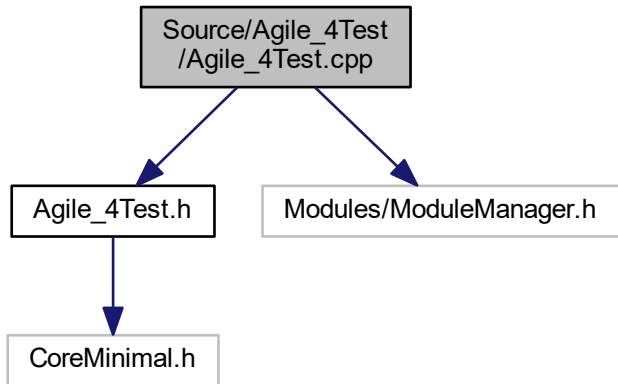 Source/Agile_4Test
/Agile_4Test.cpp
Agile_4Test.h
Modules/ModuleManager.h
CoreMinimal.h